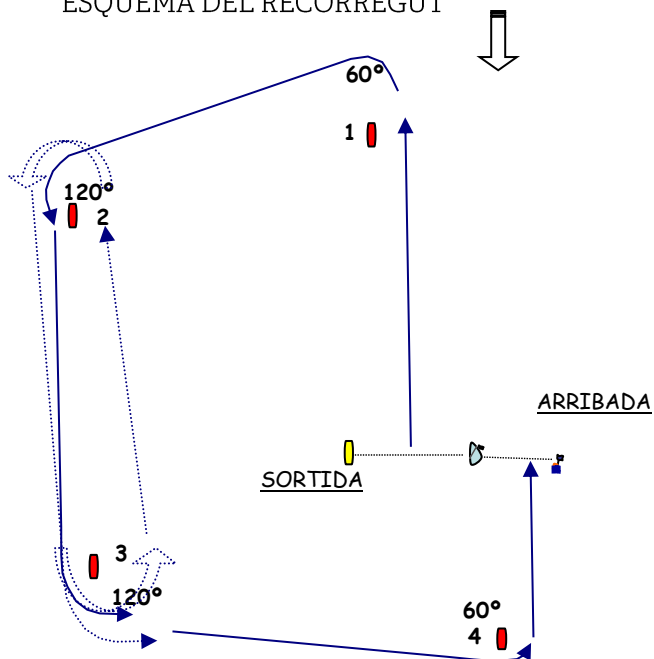 ESQUEMA DEL RECORREGUT
60º
1
120º
2
ARRIBADA
SORTIDA
3
120º
60º
4